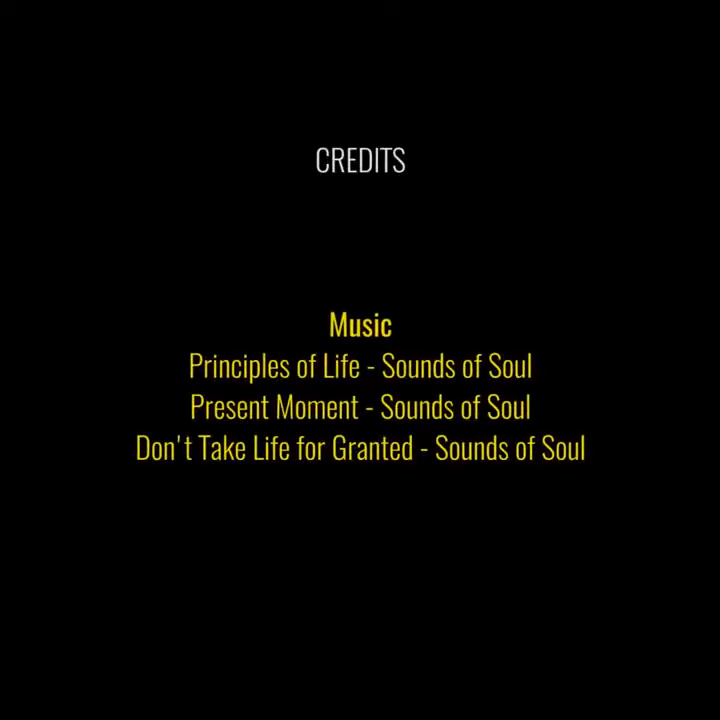 CREDITS
Music
Principles of Life - Sounds of Soul
Present Moment - Sounds of Soul
Don't Take Life for Granted - Sounds of Soul